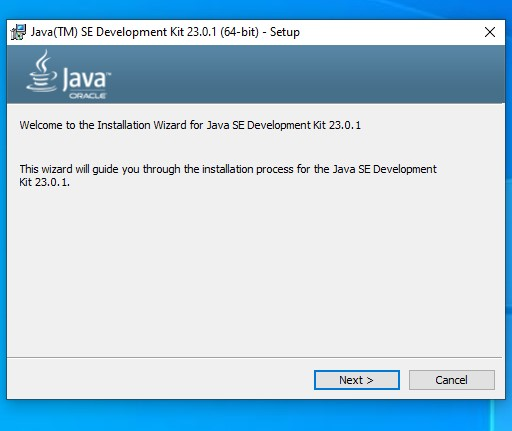 Java(TM) SE Development Kit 23.0.1 (64-bit) - Setup
Java™
ORACLE
Welcome to the Installation Wizard for Java SE Development Kit 23.0.1
This wizard will guide you through the installation process for the Java SE Development
Kit 23.0.1.
Next >
Cancel